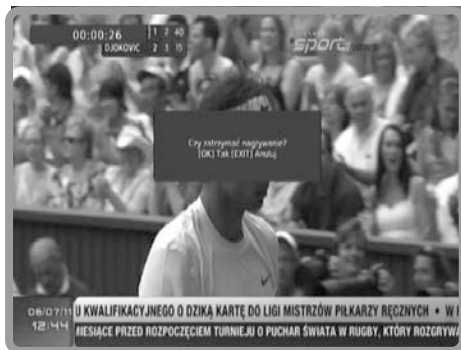 00:00:26
1 2 40
DJOKOVIC 2 3 15
sport
Czy zatrzymać nagrywanie?
[OK] Tak [EXIT] Anuluj
08/07/11
12:44
U KWALIFIKACYJNEGO O DZIKĄ KARTĘ DO LIGI MISTRZÓW PIŁKARZY RĘCZNYCH •
MIESIĄCE PRZED ROZPOCZĘCIEM TURNIEJU O PUCHAR ŚWIATA W RUGBY, KTÓRY ROZGRYWA